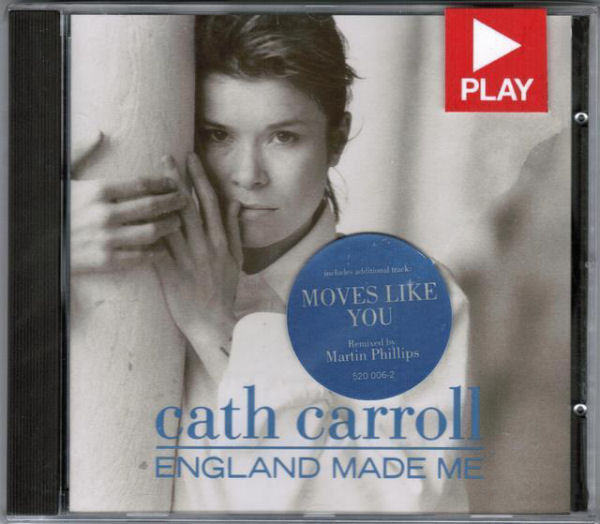 PLAY
includes additional track:
MOVES LIKE
YOU
Remixed by
Martin Phillips
520 006-2
cath carroll
ENGLAND MADE ME